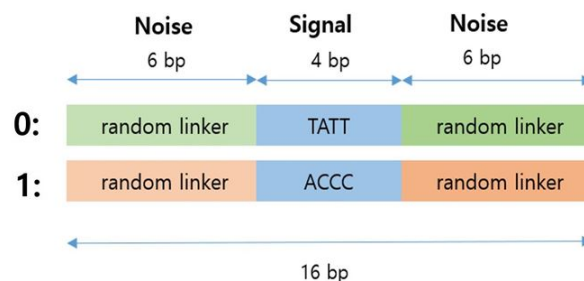 Noise Signal Noise
6 bp 4 bp 6 bp
0: random linker TATT random linker
1: random linker ACCC random linker
16 bp